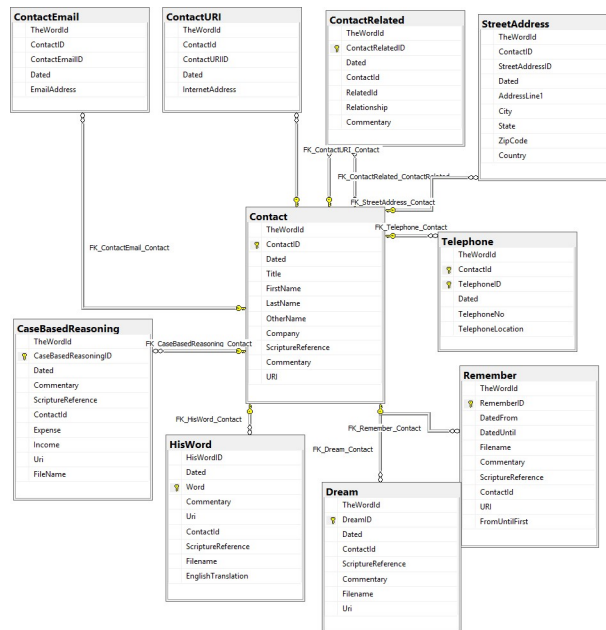 ContactEmail
TheWordId
ContactID
ContactEmailID
Dated
EmailAddress
ContactURI
TheWordId
ContactId
ContactURIID
Dated
InternetAddress
ContactRelated
TheWordId
ContactRelatedID
Dated
ContactId
RelatedId
Relationship
Commentary
StreetAddress
TheWordId
ContactID
StreetAddressID
Dated
AddressLine1
City
State
ZipCode
Country
FK_ContactURI_Contact
FK_ContactRelated_ContactRelated
FK_StreetAddress_Contact
FK_Telephone_Contact
FK_ContactEmail_Contact
Contact
TheWordId
ContactID
Dated
Title
FirstName
LastName
OtherName
Company
ScriptureReference
Commentary
URI
Telephone
TheWordId
ContactId
TelephoneID
Dated
TelephoneNo
TelephoneLocation
CaseBasedReasoning
TheWordId
CaseBasedReasoningID
Dated
Commentary
ScriptureReference
ContactId
Expense
Income
Uri
FileName
FK_CaseBasedReasoning_Contact
FK_HisWord_Contact
FK_Remember_Contact
FK_Dream_Contact
Remember
TheWordId
RememberID
DatedFrom
DatedUntil
Filename
Commentary
ScriptureReference
ContactId
URI
FromUntilFirst
HisWord
HisWordID
Dated
Word
Commentary
Uri
ContactId
ScriptureReference
Filename
EnglishTranslation
Dream
TheWordId
DreamID
Dated
ContactId
ScriptureReference
Commentary
Filename
Uri